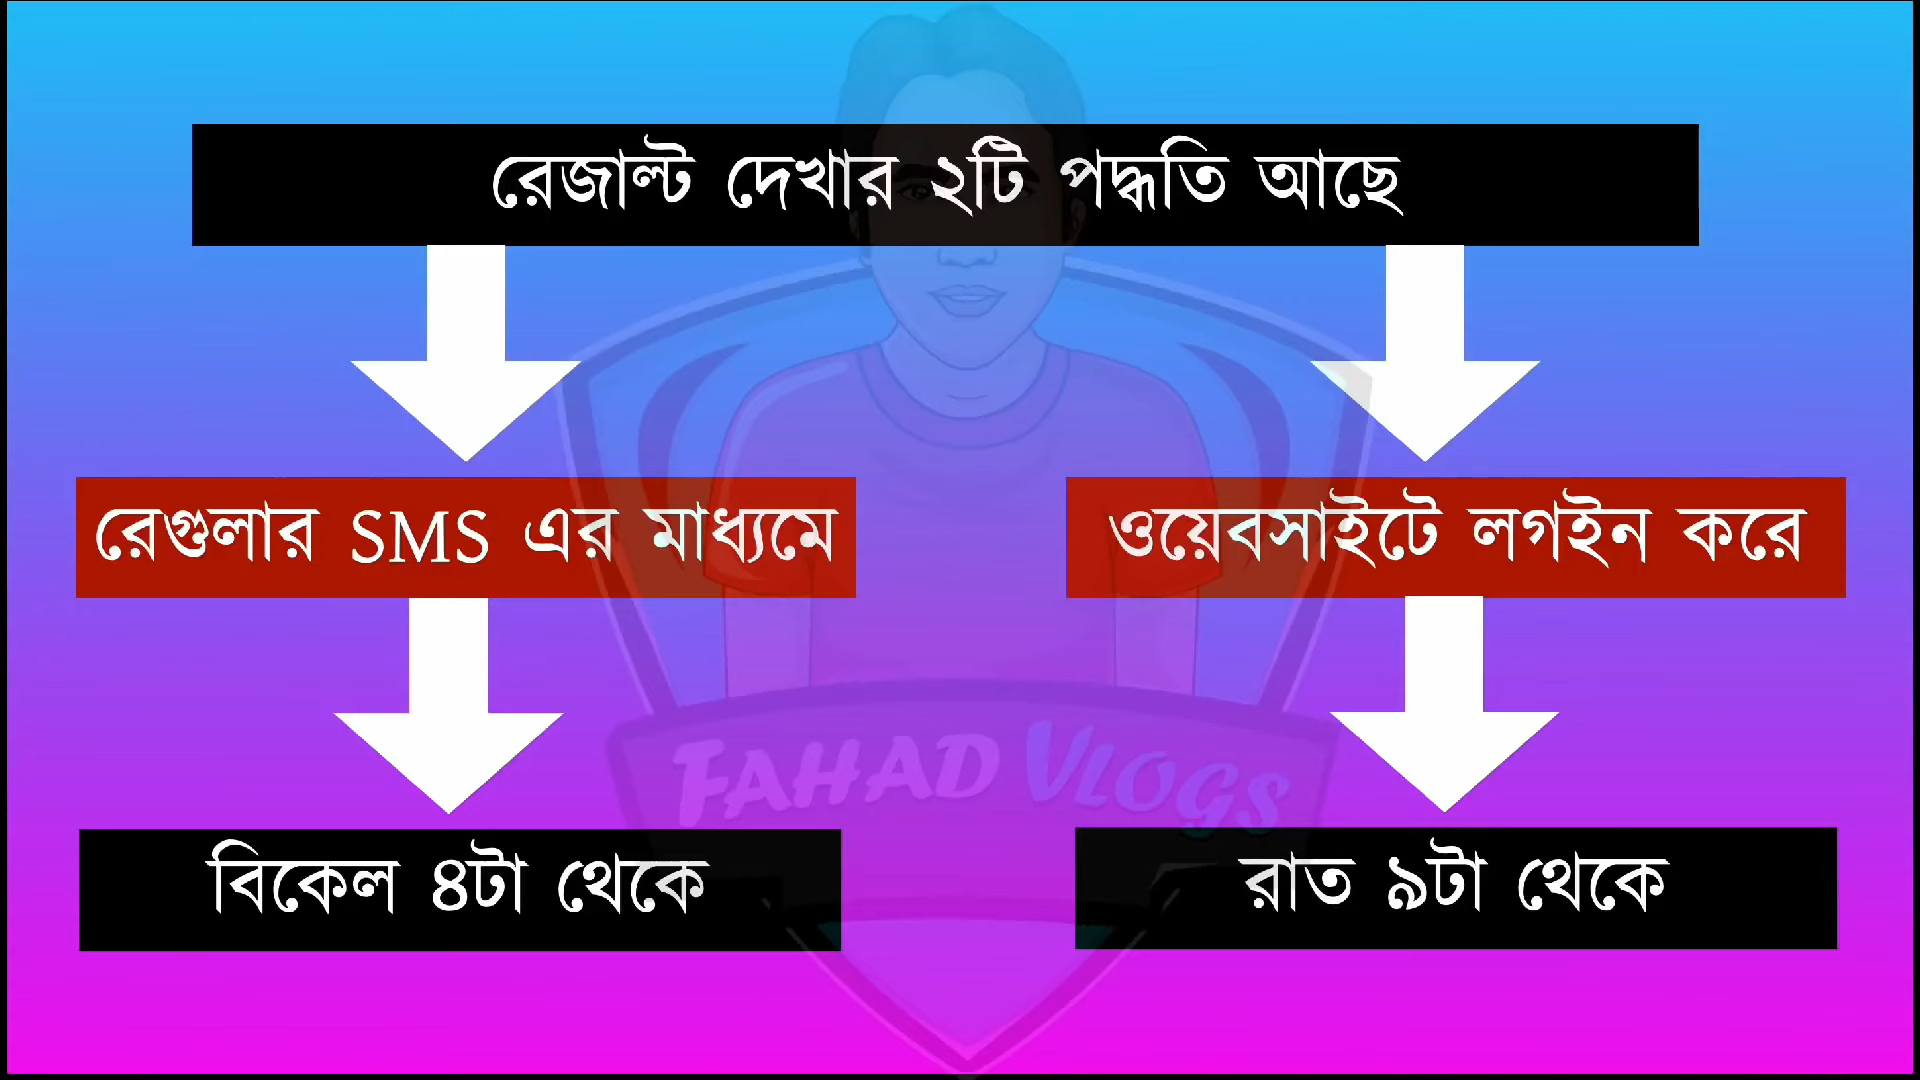 রেজাল্ট দেখার ২টি পদ্ধতি আছে
রেগুলার SMS এর মাধ্যমে
ওয়েবসাইটে লগইন করে
FAHAD VLOGS
বিকেল ৪টা থেকে
রাত ৯টা থেকে